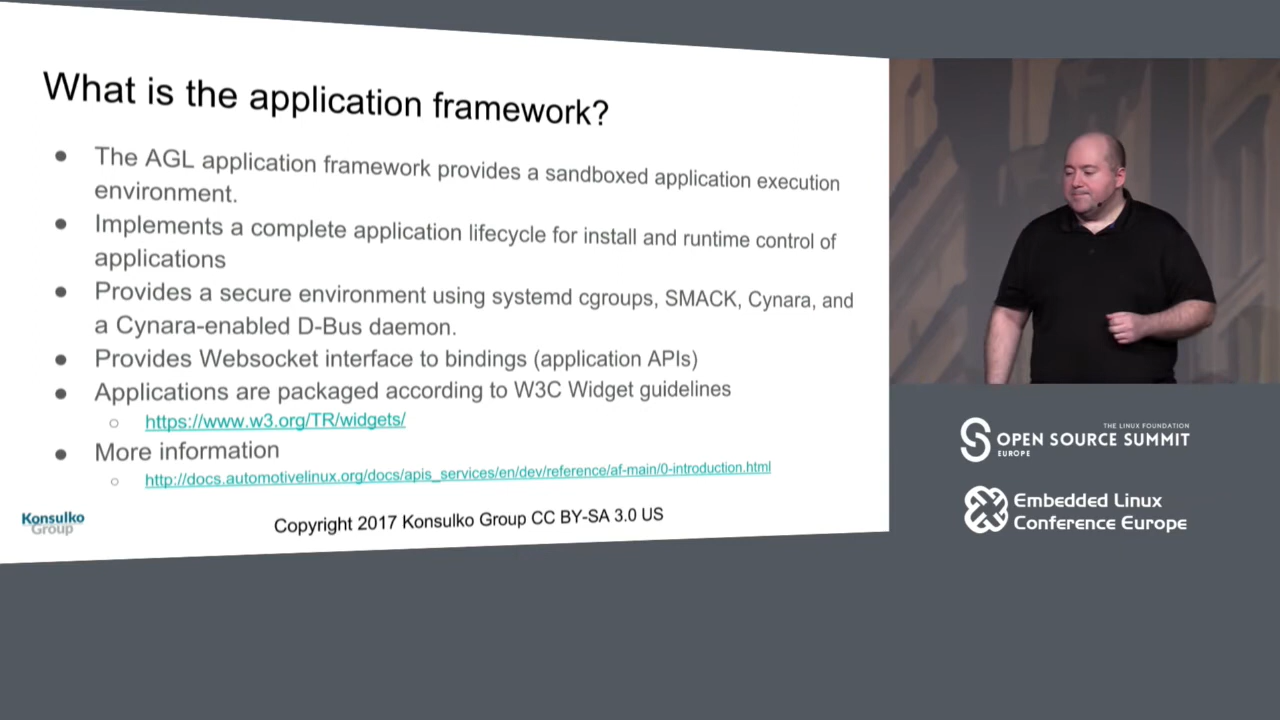 What is the application framework?
● The AGL application framework provides a sandboxed application execution
environment.
● Implements a complete application lifecycle for install and runtime control of
applications
● Provides a secure environment using systemd cgroups, SMACK, Cynara, and
a Cynara-enabled D-Bus daemon.
● Provides Websocket interface to bindings (application APIs)
● Applications are packaged according to W3C Widget guidelines
○ https://www.w3.org/TR/widgets/
● More information
○ http://docs.automotivelinux.org/docs/apis_services/en/dev/reference/af-main/0-introduction.html
Konsulko
Group
Copyright 2017 Konsulko Group CC BY-SA 3.0 US
THE LINUX FOUNDATION
OPEN SOURCE SUMMIT
EUROPE
Embedded Linux
Conference Europe